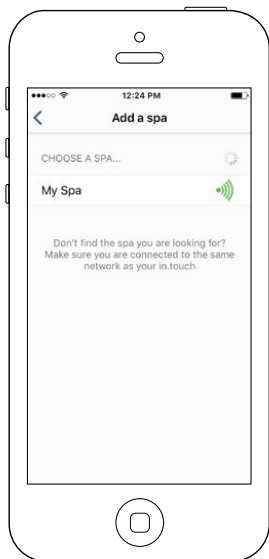 12:24 PM
Add a spa
CHOOSE A SPA...
My Spa
Don't find the spa you are looking for?
Make sure you are connected to the same
network as your in.touch